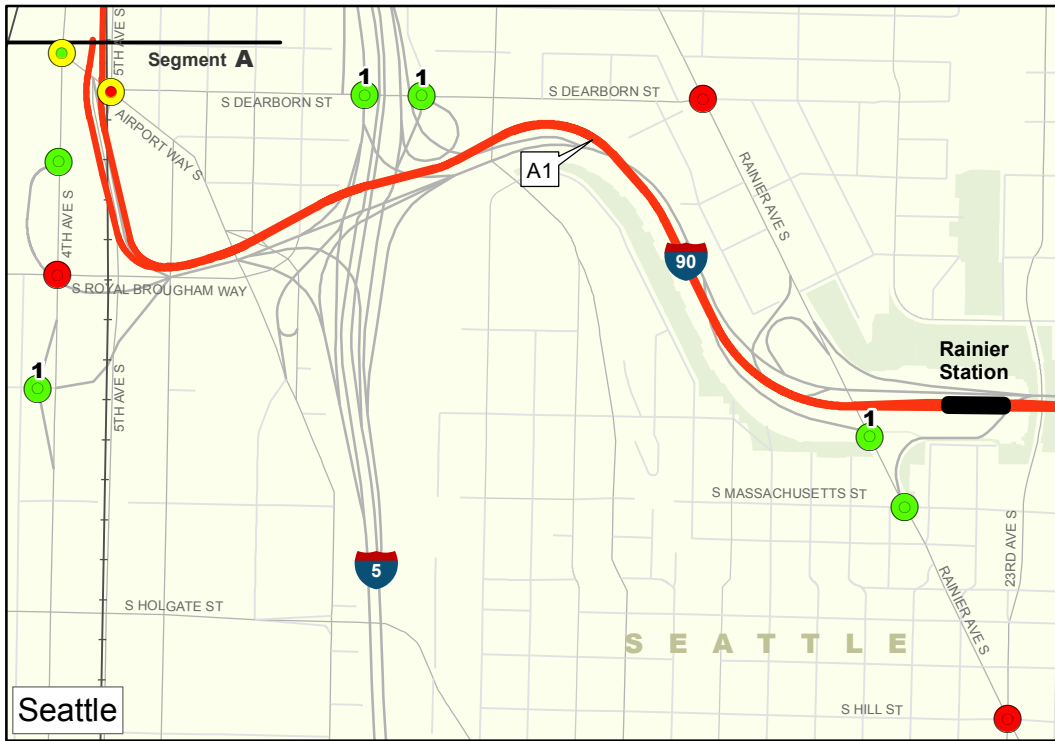 5TH AVE S
Segment A
1
1
S DEARBORN ST
S DEARBORN ST
AIRPORT WAY S
A1
RAINIER AVE S
4TH AVE S
90
S ROYAL BROUGHAM WAY
Rainier
Station
1
5TH AVE S
1
S MASSACHUSETTS ST
5
23RD AVE S
S HOLGATE ST
RAINIER AVE S
SEATTLE
Seattle
S HILL ST